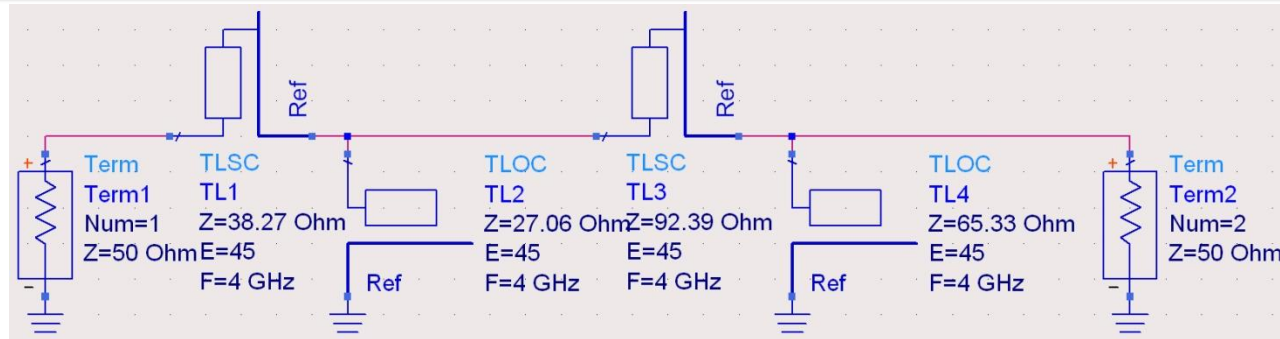 Ref
Ref
+
Term
Term1
Num=1
Z=50 Ohm
-
TLSC
TL1
Z=38.27 Ohm
E=45
F=4 GHz
Ref
TLOC
TL2
Z=27.06 Ohm
E=45
F=4 GHz
TLSC
TL3
Z=92.39 Ohm
E=45
F=4 GHz
Ref
TLOC
TL4
Z=65.33 Ohm
E=45
F=4 GHz
+
Term
Term2
Num=2
Z=50 Ohm
-